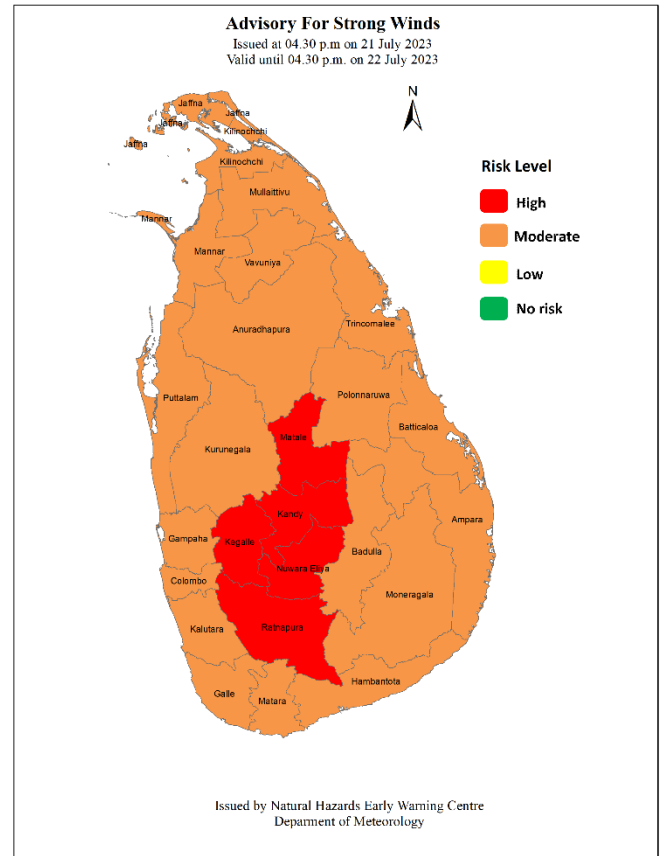 Advisory For Strong Winds
Issued at 04.30 p.m on 21 July 2023
Valid until 04.30 p.m. on 22 July 2023
N
Jaffna
Jaffna
Jaffna
Kilinochchi
Jaffna
Kilinochchi
Mullaittivu
Mannar
Mannar
Vavuniya
Anuradhapura
Trincomalee
Puttalam
Polonnaruwa
Batticaloa
Matale
Kurunegala
Kandy
Ampara
Gampaha
Kegalle
Badulla
Colombo
Nuwara Eliya
Moneragala
Kalutara
Ratnapura
Hambantota
Galle
Matara
Risk Level
High
Moderate
Low
No risk
Issued by Natural Hazards Early Warning Centre
Deparment of Meteorology